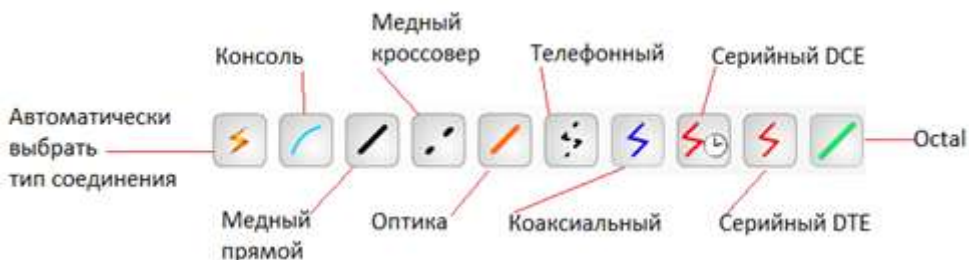 Медный
кроссовер
Консоль
Телефонный
Серийный DCE
Автоматически
выбрать
тип соединения
Octal
Медный
прямой
Оптика
Коаксиальный
Серийный DTE